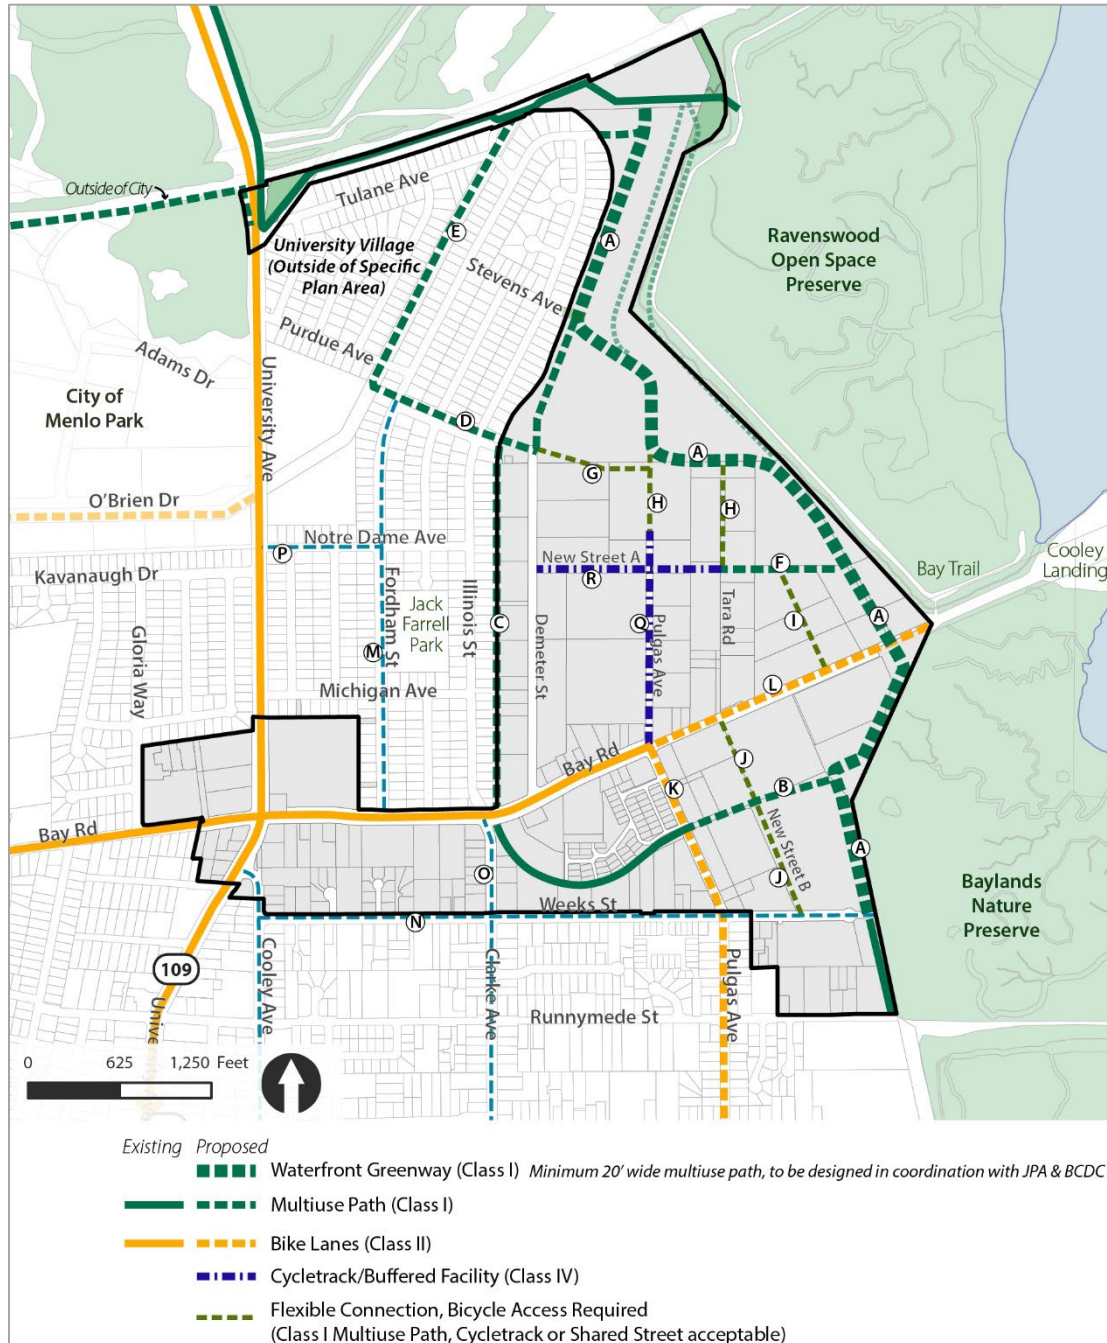 Outside of City
Tulane Ave
E
University Village
(Outside of Specific
Plan Area)
A
Stevens Ave
Ravenswood
Open Space
Preserve
Purdue Ave
Adams Dr
City of
Menlo Park
University Ave
D
A
G
H
H
O'Brien Dr
Notre Dame Ave
P
New Street A
R
F
Kavanaugh Dr
Bay Trail
Cooley
Landing
Gloria Way
Fordham St
Jack
Farrell
Park
Illinois St
C
Demeter St
Q
Pulgas Ave
Tara Rd
I
A
M
Michigan Ave
L
Bay Rd
J
K
B
Bay Rd
New Street B
A
O
J
Weeks St
N
Baylands
Nature
Preserve
109
Cooley Ave
Clarke Ave
Pulgas Ave
Runnymede St
0 625 1,250 Feet
Existing Proposed
Waterfront Greenway (Class I) Minimum 20' wide multiuse path, to be designed in coordination with JPA & BCDC
Multiuse Path (Class I)
Bike Lanes (Class II)
Cycletrack/Buffered Facility (Class IV)
Flexible Connection, Bicycle Access Required
(Class I Multiuse Path, Cycletrack or Shared Street acceptable)